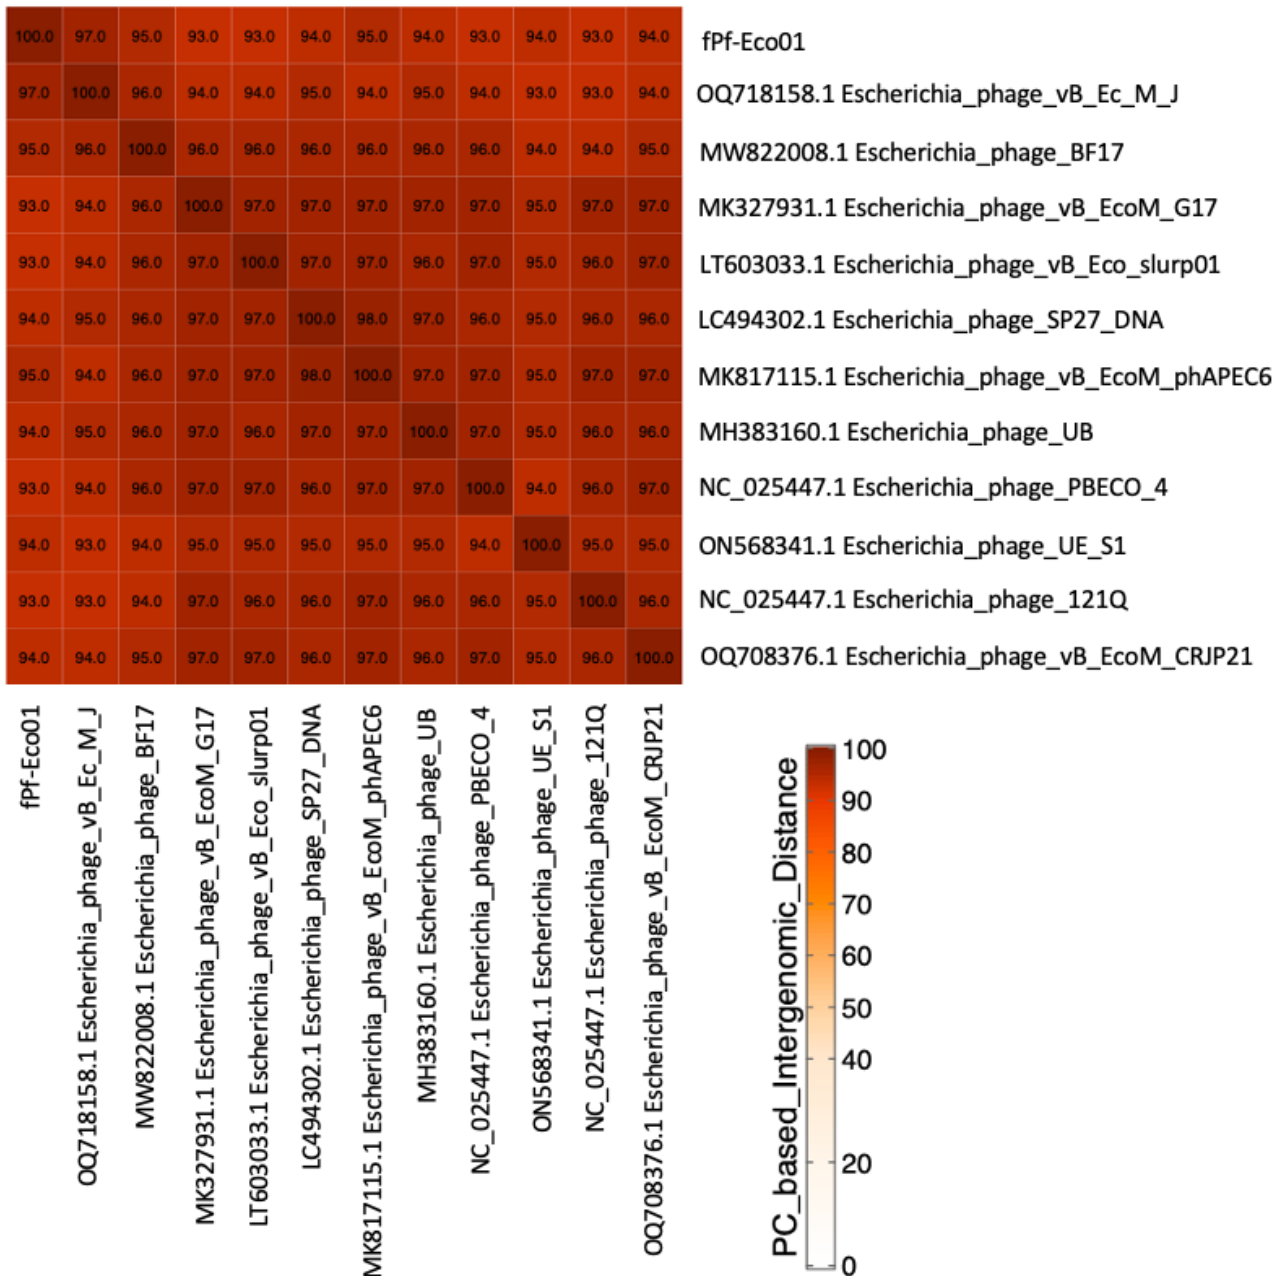 100.0 97.0 95.0 93.0 93.0 94.0 95.0 94.0 93.0 94.0 93.0 94.0 fPf-Eco01
97.0 100.0 96.0 94.0 94.0 95.0 94.0 95.0 94.0 93.0 93.0 94.0 OQ718158.1 Escherichia_phage_vB_Ec_M_J
95.0 96.0 100.0 96.0 96.0 96.0 96.0 96.0 96.0 94.0 94.0 95.0 MW822008.1 Escherichia_phage_BF17
93.0 94.0 96.0 100.0 97.0 97.0 97.0 97.0 97.0 95.0 97.0 97.0 MK327931.1 Escherichia_phage_vB_EcoM_G17
93.0 94.0 96.0 97.0 100.0 97.0 97.0 96.0 97.0 95.0 96.0 97.0 LT603033.1 Escherichia_phage_vB_Eco_slurp01
94.0 95.0 96.0 97.0 97.0 100.0 98.0 97.0 96.0 95.0 96.0 96.0 LC494302.1 Escherichia_phage_SP27_DNA
95.0 94.0 96.0 97.0 97.0 98.0 100.0 97.0 97.0 95.0 97.0 97.0 MK817115.1 Escherichia_phage_vB_EcoM_phAPEC6
94.0 95.0 96.0 97.0 96.0 97.0 97.0 100.0 97.0 95.0 96.0 96.0 MH383160.1 Escherichia_phage_UB
93.0 94.0 96.0 97.0 97.0 96.0 97.0 97.0 100.0 94.0 96.0 97.0 NC_025447.1 Escherichia_phage_PBECO_4
94.0 93.0 94.0 95.0 95.0 95.0 95.0 95.0 94.0 100.0 95.0 95.0 ON568341.1 Escherichia_phage_UE_S1
93.0 93.0 94.0 97.0 96.0 96.0 97.0 96.0 96.0 95.0 100.0 96.0 NC_025447.1 Escherichia_phage_121Q
94.0 94.0 95.0 97.0 97.0 96.0 97.0 96.0 97.0 95.0 96.0 100.0 OQ708376.1 Escherichia_phage_vB_EcoM_CRJP21
fPf-Eco01
OQ718158.1 Escherichia_phage_vB_Ec_M_J
MW822008.1 Escherichia_phage_BF17
MK327931.1 Escherichia_phage_vB_EcoM_G17
LT603033.1 Escherichia_phage_vB_Eco_slurp01
LC494302.1 Escherichia_phage_SP27_DNA
MK817115.1 Escherichia_phage_vB_EcoM_phAPEC6
MH383160.1 Escherichia_phage_UB
NC_025447.1 Escherichia_phage_PBECO_4
ON568341.1 Escherichia_phage_UE_S1
NC_025447.1 Escherichia_phage_121Q
OQ708376.1 Escherichia_phage_vB_EcoM_CRJP21
PC_based_Intergenomic_Distance
100
90
80
70
60
50
40
20
0